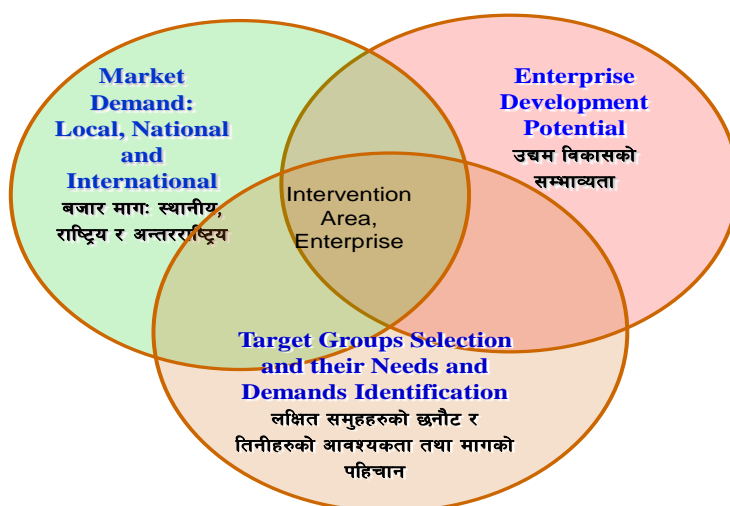 Market
Demand:
Local, National
and
International
बजार मागः स्थानीय,
राष्ट्रिय र अन्तरराष्ट्रिय
Enterprise
Development
Potential
उद्यम विकासको
सम्भाव्यता
Intervention
Area,
Enterprise
Target Groups Selection
and their Needs and
Demands Identification
लक्षित समुहहरुको छनौट र
तिनीहरुको आवश्यकता तथा मागको
पहिचान